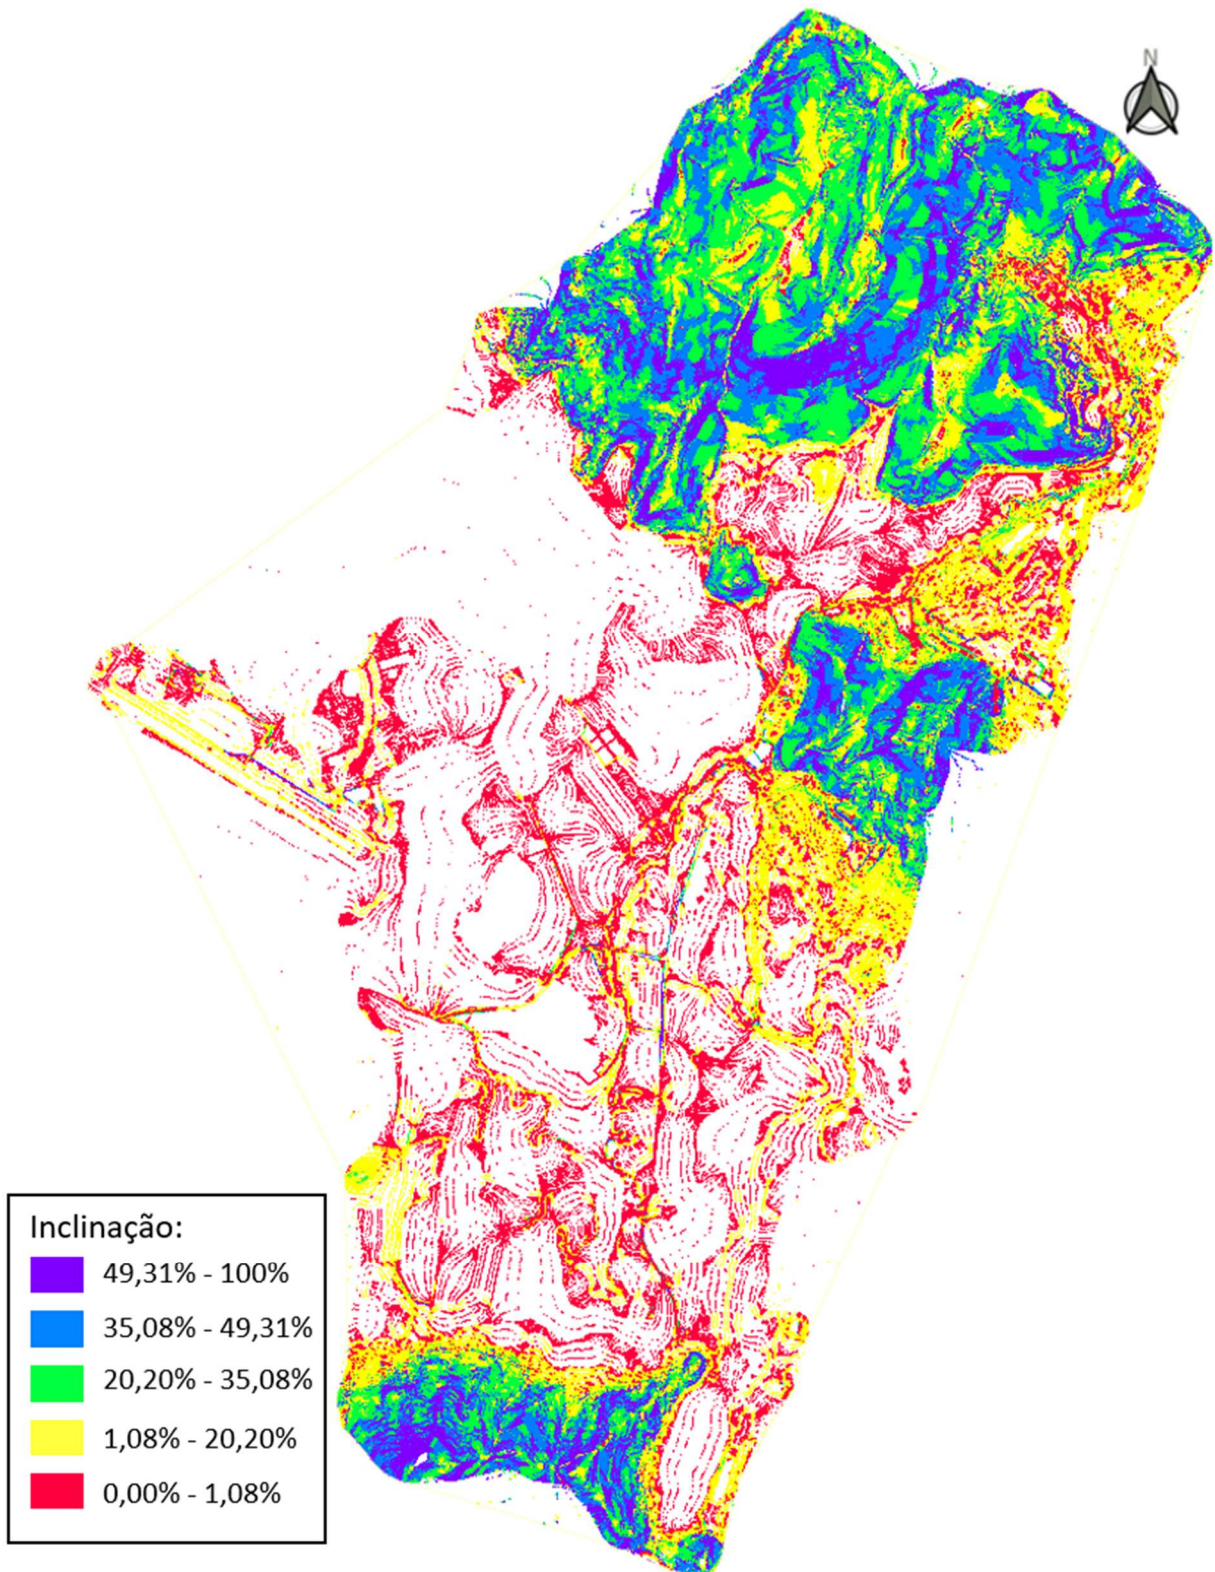 N
Inclinação:
49,31% - 100%
35,08% - 49,31%
20,20% - 35,08%
1,08% - 20,20%
0,00% - 1,08%